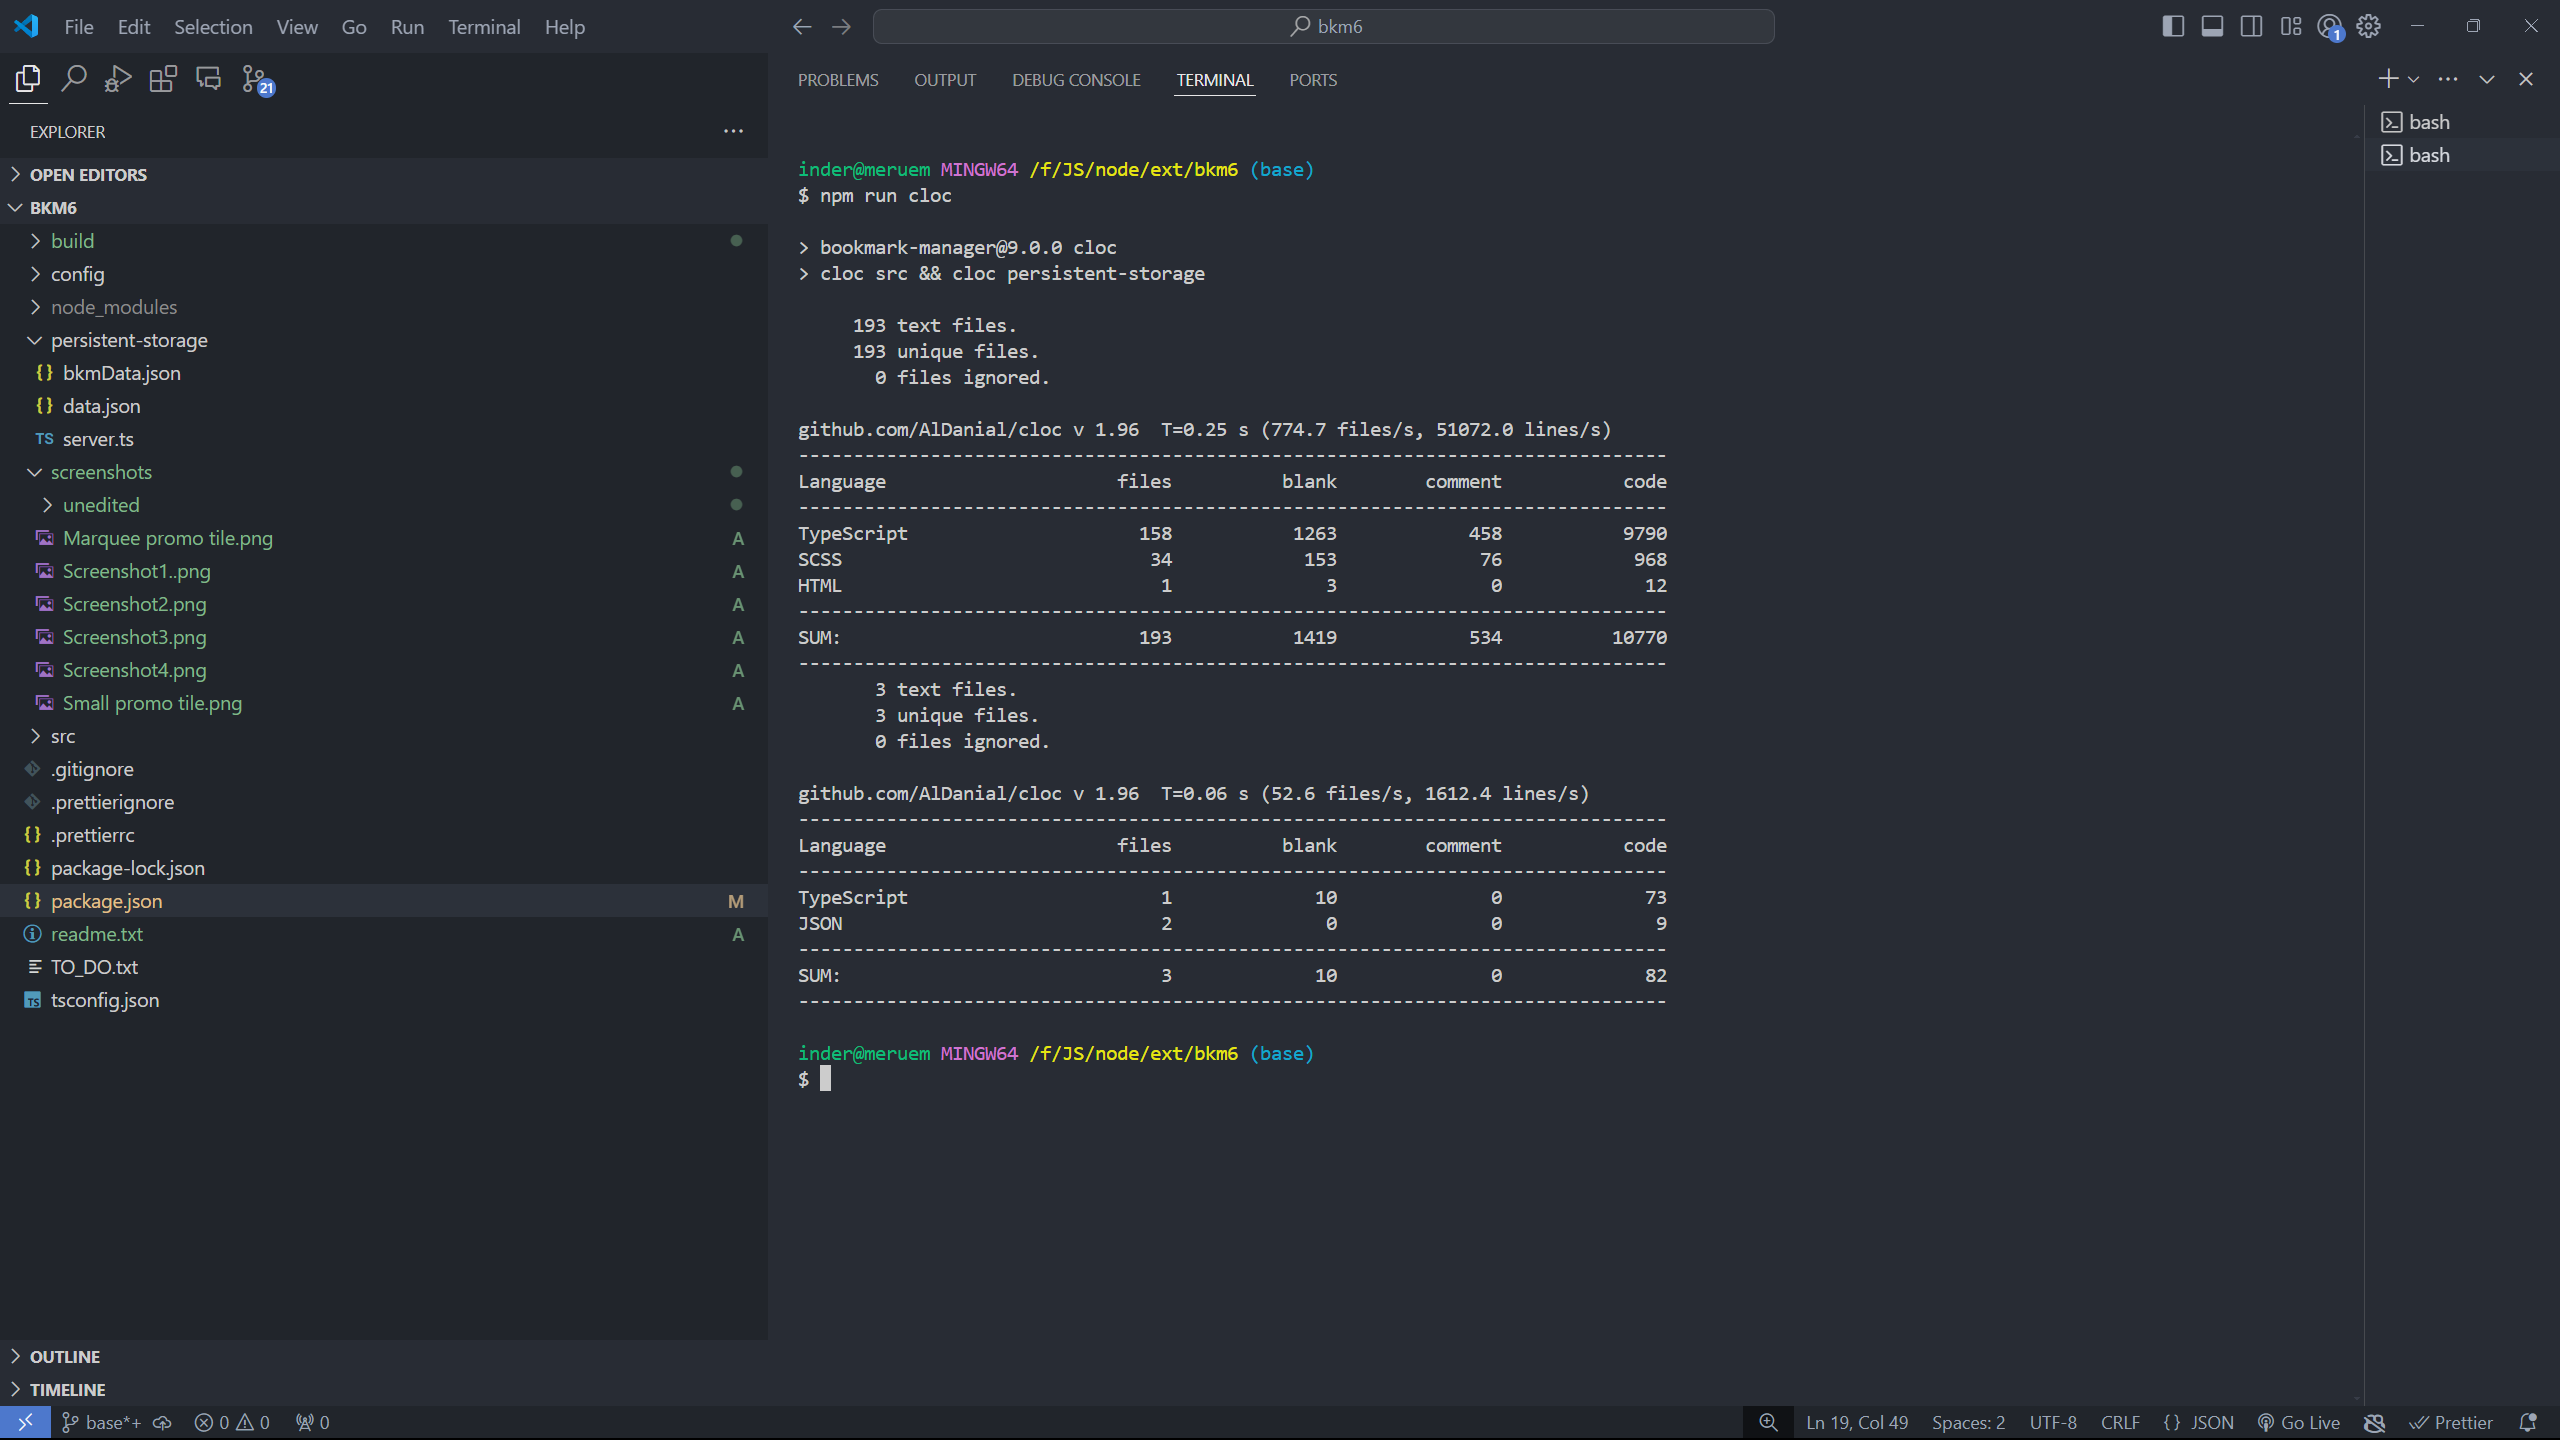 File Edit Selection View Go Run Terminal Help
bkm6
1
21
EXPLORER
OPEN EDITORS
BKM6
build
config
node_modules
persistent-storage
{} bkmData.json
{} data.json
TS server.ts
screenshots
unedited
Marquee promo tile.png A
Screenshot1..png A
Screenshot2.png A
Screenshot3.png A
Screenshot4.png A
Small promo tile.png A
src
.gitignore
.prettierignore
{} .prettierrc
{} package-lock.json
{} package.json M
readme.txt A
TO_DO.txt
TS tsconfig.json
OUTLINE
TIMELINE
PROBLEMS OUTPUT DEBUG CONSOLE TERMINAL PORTS
bash
bash
inder@meruem MINGW64 /f/JS/node/ext/bkm6 (base)
$ npm run cloc
> bookmark-manager@9.0.0 cloc
> cloc src && cloc persistent-storage
193 text files.
193 unique files.
0 files ignored.
github.com/AlDanial/cloc v 1.96  T=0.25 s (774.7 files/s, 51072.0 lines/s)
-------------------------------------------------------------------------------
Language files blank comment code
-------------------------------------------------------------------------------
TypeScript 158 1263 458 9790
SCSS 34 153 76 968
HTML 1 3 0 12
-------------------------------------------------------------------------------
SUM: 193 1419 534 10770
-------------------------------------------------------------------------------
3 text files.
3 unique files.
0 files ignored.
github.com/AlDanial/cloc v 1.96  T=0.06 s (52.6 files/s, 1612.4 lines/s)
-------------------------------------------------------------------------------
Language files blank comment code
-------------------------------------------------------------------------------
TypeScript 1 10 0 73
JSON 2 0 0 9
-------------------------------------------------------------------------------
SUM: 3 10 0 82
-------------------------------------------------------------------------------
inder@meruem MINGW64 /f/JS/node/ext/bkm6 (base)
$
base*+ 0 0 0 Ln 19, Col 49 Spaces: 2 UTF-8 CRLF {} JSON Go Live Prettier